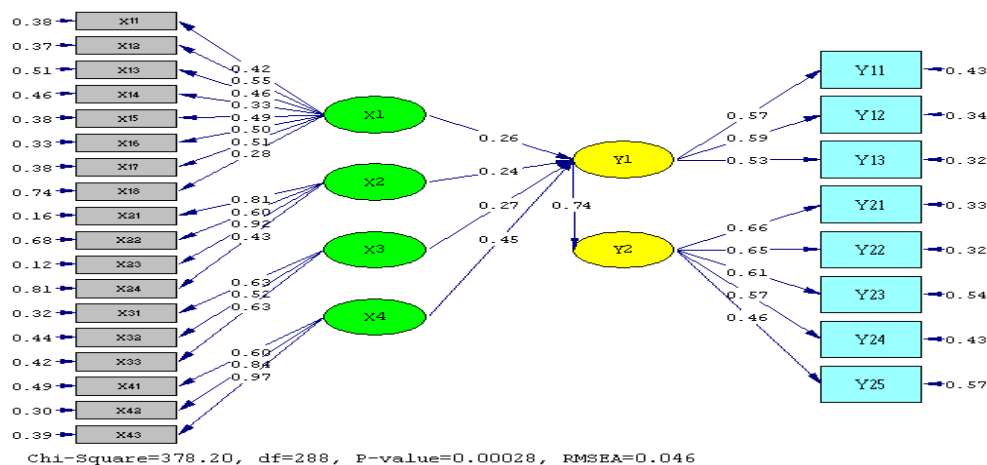 0.38 X11
0.37 X12
0.51 X13
0.46 X14
0.38 X15
0.33 X16
0.38 X17
0.74 X18
0.16 X21
0.68 X22
0.12 X23
0.81 X24
0.32 X31
0.44 X32
0.42 X33
0.49 X41
0.30 X42
0.39 X43
0.42
0.55
0.46
0.33
0.49
0.50
0.51
0.28
0.81
0.60
0.92
0.43
0.63
0.52
0.63
0.60
0.84
0.97
X1
X2
X3
X4
0.26
0.24
0.27
0.45
Y1
0.74
Y2
0.57
0.59
0.53
0.66
0.65
0.61
0.57
0.46
Y11 0.43
Y12 0.34
Y13 0.32
Y21 0.33
Y22 0.32
Y23 0.54
Y24 0.43
Y25 0.57
Chi-Square=378.20, df=288, P-value=0.00028, RMSEA=0.046